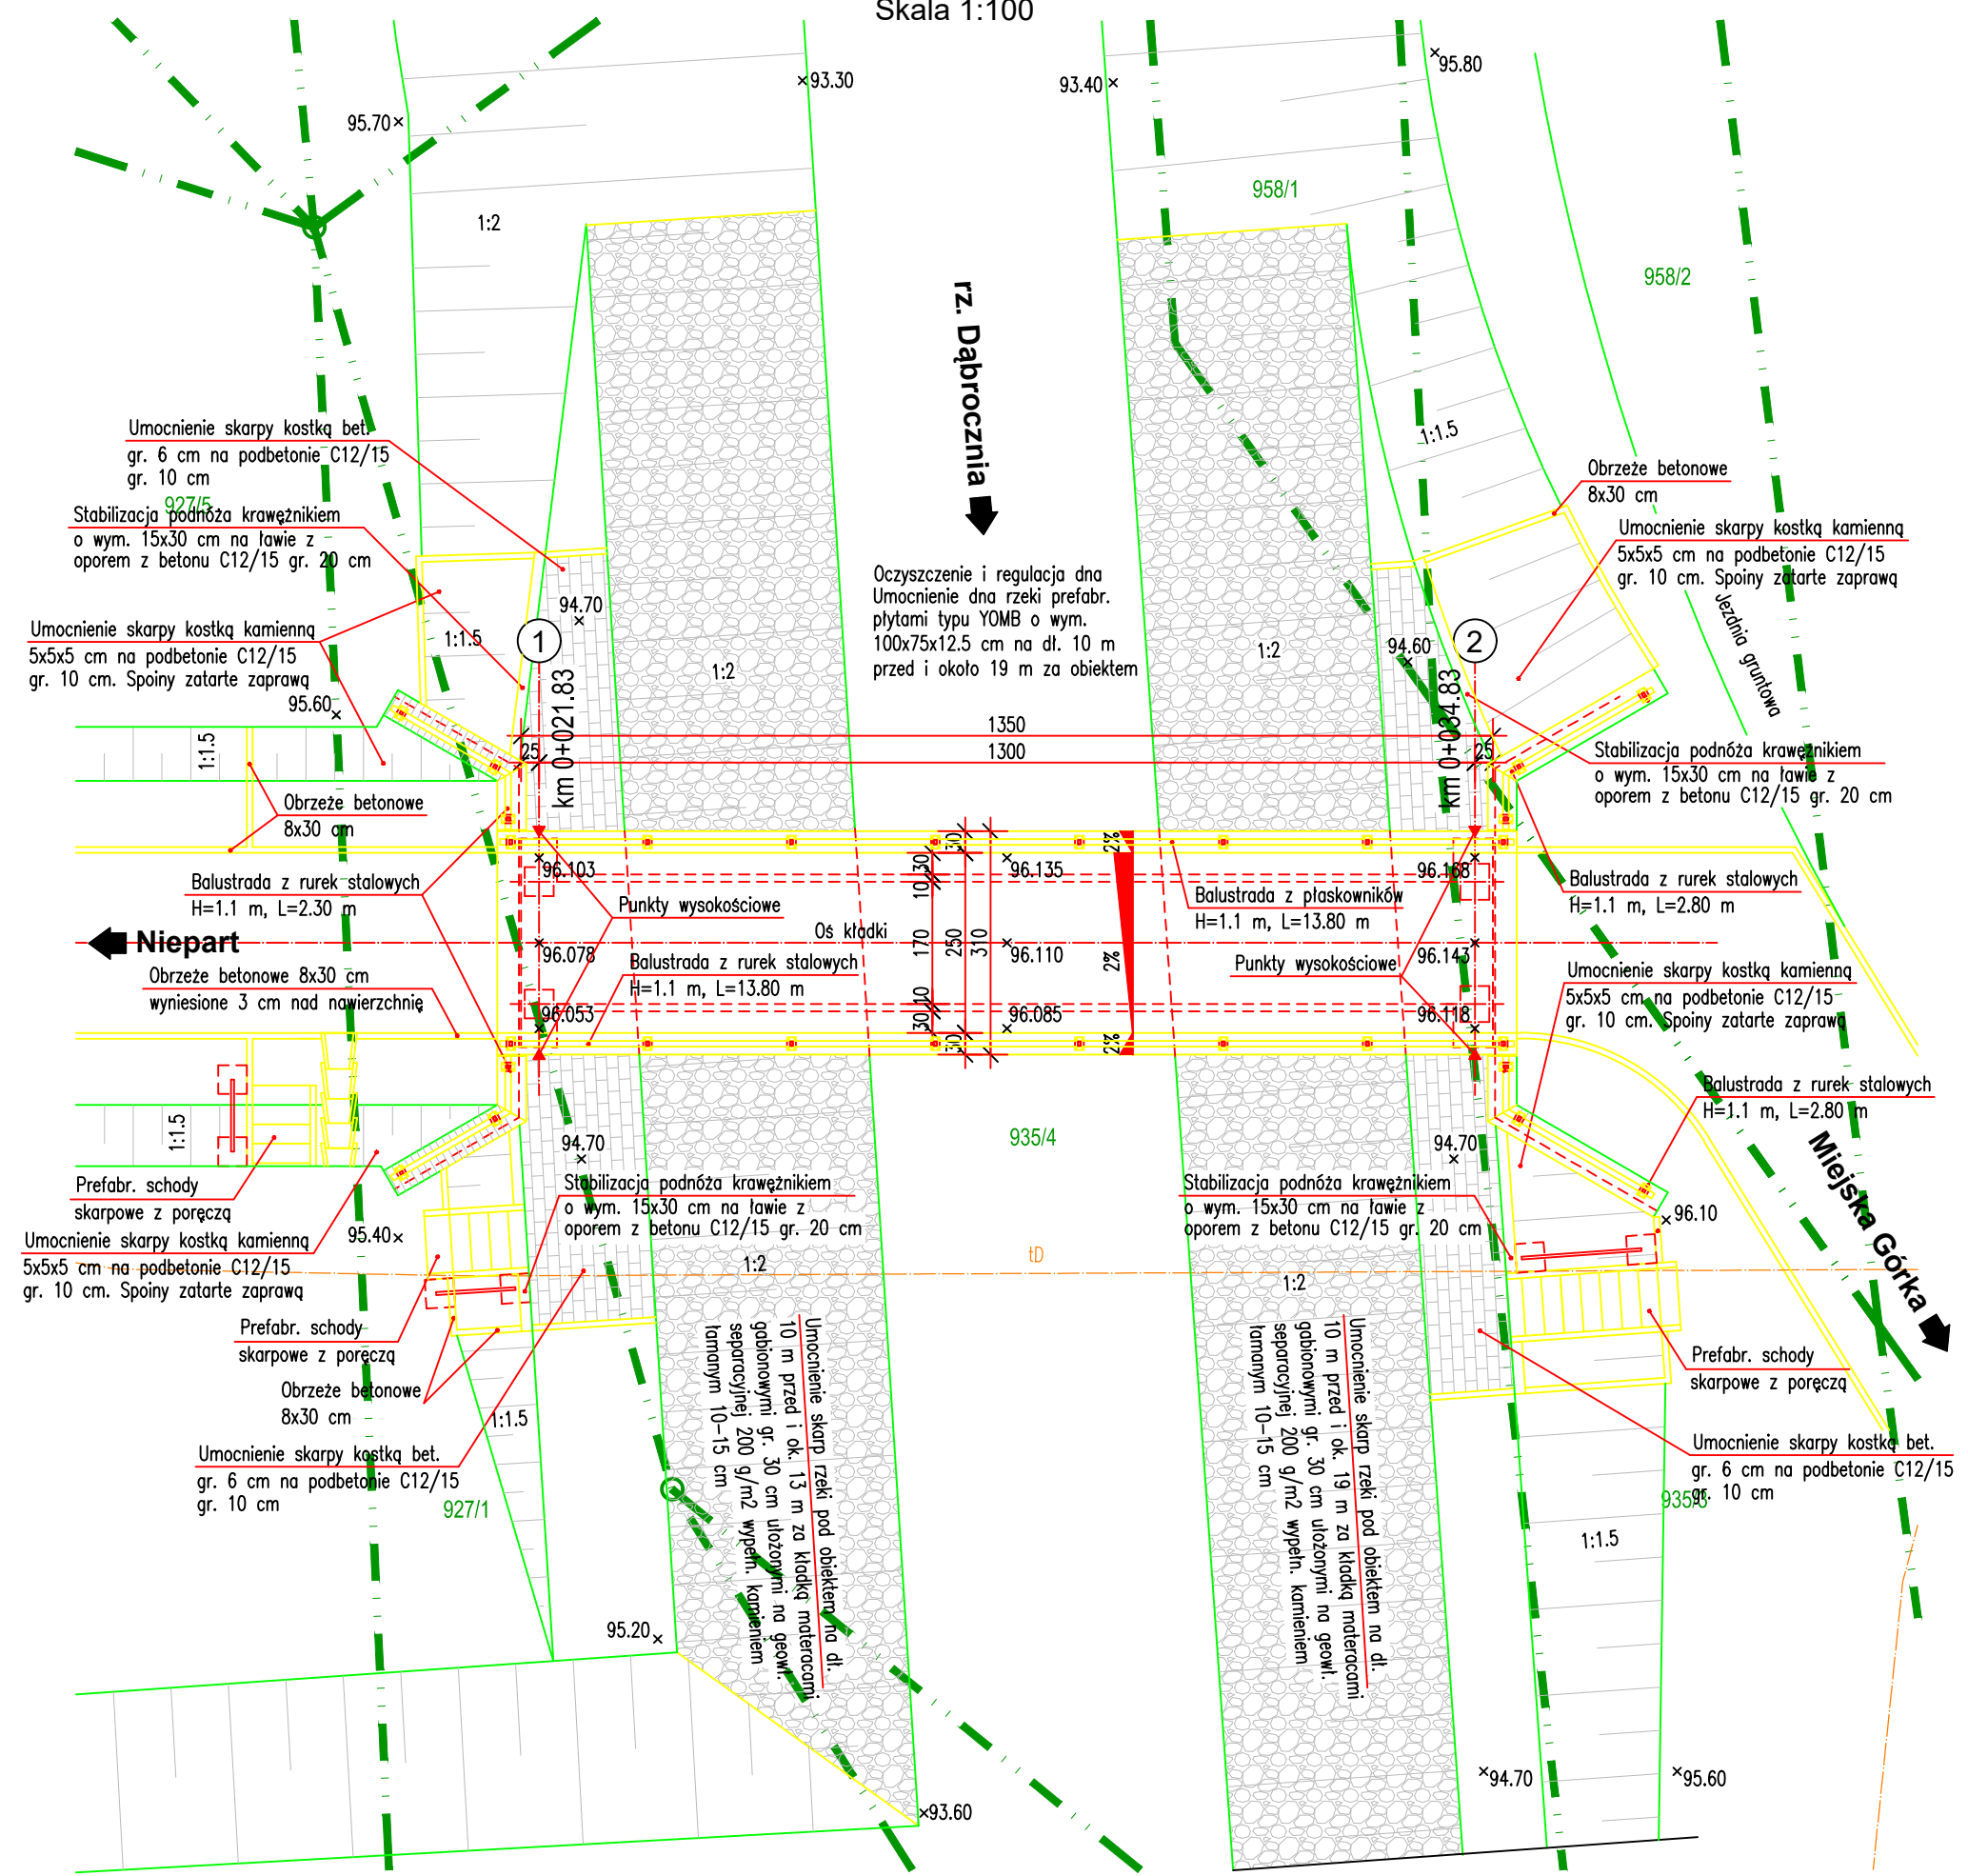 Skala 1:100
93.30
93.40
95.80
95.70
958/1
1:2
958/2
rz. Dąbrocznia
1:1.5
Umocnienie skarpy kostką bet.
gr. 6 cm na podbetonie C12/15
gr. 10 cm
927/5
Stabilizacja podnóża krawężnikiem
o wym. 15x30 cm na ławie z
oporem z betonu C12/15 gr. 20 cm
Obrzeże betonowe
8x30 cm
Umocnienie skarpy kostką kamienną
5x5x5 cm na podbetonie C12/15
gr. 10 cm. Spoiny zatarte zaprawą
Jezdnia gruntowa
Oczyszczenie i regulacja dna
Umocnienie dna rzeki prefabr.
płytami typu YOMB o wym.
100x75x12.5 cm na dł. 10 m
przed i około 19 m za obiektem
94.70
1
1:1.5
1:2
1:2
94.60
2
Umocnienie skarpy kostką kamienną
5x5x5 cm na podbetonie C12/15
gr. 10 cm. Spoiny zatarte zaprawą
95.60
km 0+021.83
km 0+034.83
1350
1300
25
25
1:1.5
Stabilizacja podnóża krawężnikiem
o wym. 15x30 cm na ławie z
oporem z betonu C12/15 gr. 20 cm
Obrzeże betonowe
8x30 cm
96.103
96.135
96.168
2%
30
30
10
170
250
310
10
30
30
2%
2%
Balustrada z rurek stalowych
H=1.1 m, L=2.30 m
Punkty wysokościowe
Balustrada z płaskowników
H=1.1 m, L=13.80 m
Balustrada z rurek stalowych
H=1.1 m, L=2.80 m
Oś kładki
Niepart
96.078
96.110
96.143
Balustrada z rurek stalowych
H=1.1 m, L=13.80 m
Punkty wysokościowe
Obrzeże betonowe 8x30 cm
wyniesione 3 cm nad nawierzchnię
Umocnienie skarpy kostką kamienną
5x5x5 cm na podbetonie C12/15
gr. 10 cm. Spoiny zatarte zaprawą
96.053
96.085
96.118
Balustrada z rurek stalowych
H=1.1 m, L=2.80 m
1:1.5
94.70
935/4
94.70
Miejska Górka
Prefabr. schody
skarpowe z poręczą
Stabilizacja podnóża krawężnikiem
o wym. 15x30 cm na ławie z
oporem z betonu C12/15 gr. 20 cm
Stabilizacja podnóża krawężnikiem
o wym. 15x30 cm na ławie z
oporem z betonu C12/15 gr. 20 cm
96.10
95.40
Umocnienie skarpy kostką kamienną
5x5x5 cm na podbetonie C12/15
gr. 10 cm. Spoiny zatarte zaprawą
1:2
tD
1:2
Prefabr. schody
skarpowe z poręczą
Obrzeże betonowe
8x30 cm
1:1.5
Umocnienie skarp rzeki pod obiektem na dł.
10 m przed i ok. 13 m za kładką materacami
gabionowymi gr. 30 cm ułożonymi na geowł.
separacyjnej 200 g/m2 wypełn. kamieniem
łamanym 10-15 cm
Umocnienie skarp rzeki pod obiektem na dł.
10 m przed i ok. 19 m za kładką materacami
gabionowymi gr. 30 cm ułożonymi na geowł.
separacyjnej 200 g/m2 wypełn. kamieniem
łamanym 10-15 cm
Prefabr. schody
skarpowe z poręczą
Umocnienie skarpy kostką bet.
gr. 6 cm na podbetonie C12/15
gr. 10 cm
927/1
Umocnienie skarpy kostką bet.
gr. 6 cm na podbetonie C12/15
gr. 10 cm
935/3
1:1.5
95.20
93.60
94.70
95.60